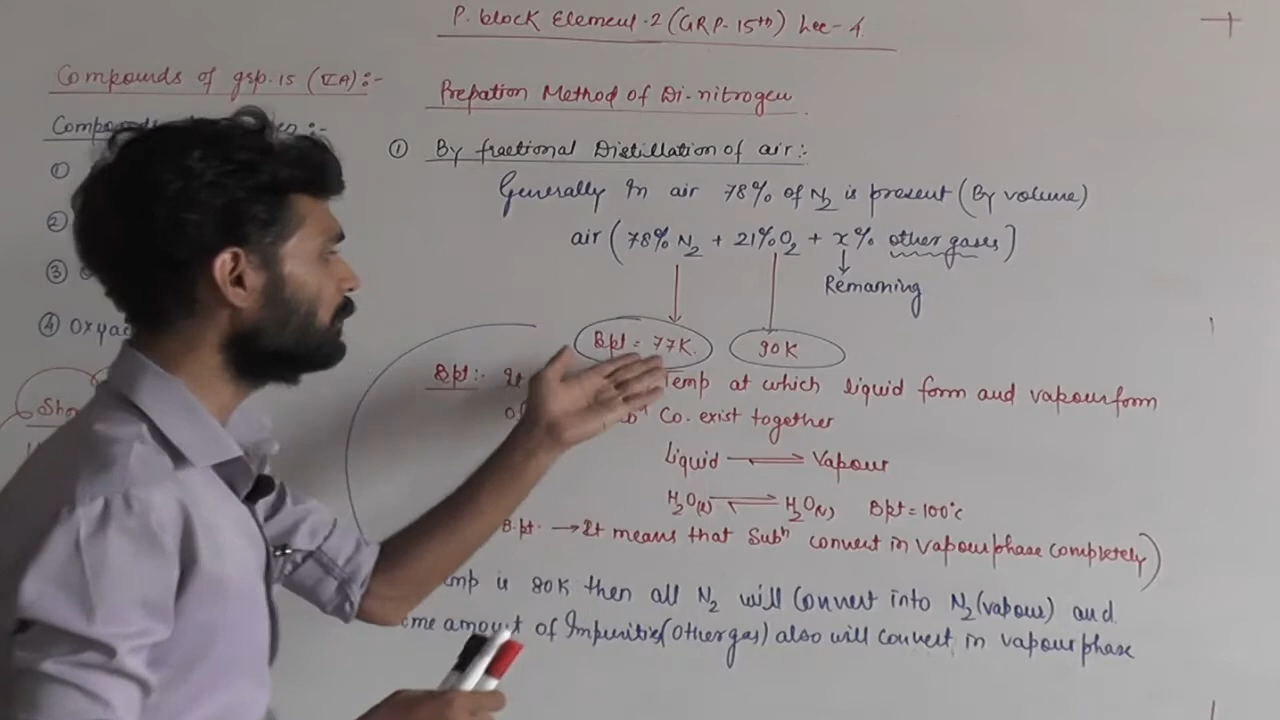 P. block Element.2 (GRP-15th) Lec-4.
Compounds of grp.15 (VA):-
①
②
③
④ Oxyac
Prepation Method of Di-nitrogen
① By fractional Distillation of air:-
Generally In air 78% of N2 is present (By volume)
air (78% N2 + 21% O2 + x% other gases)
Remaining
Bpt = 77K.
90K
Bpt:- It Temp at which liquid form and vapour form
Co. exist together
Liquid ⇌ Vapour
H2O(l) ⇌ H2O(v) Bpt = 100°c
B.pt. → It means that Subn convert in vapour phase completely)
mp is 80K then all N2 will Convert into N2 (vapour) and
ome amount of Impurities (Other gas) also will convert in vapour phase